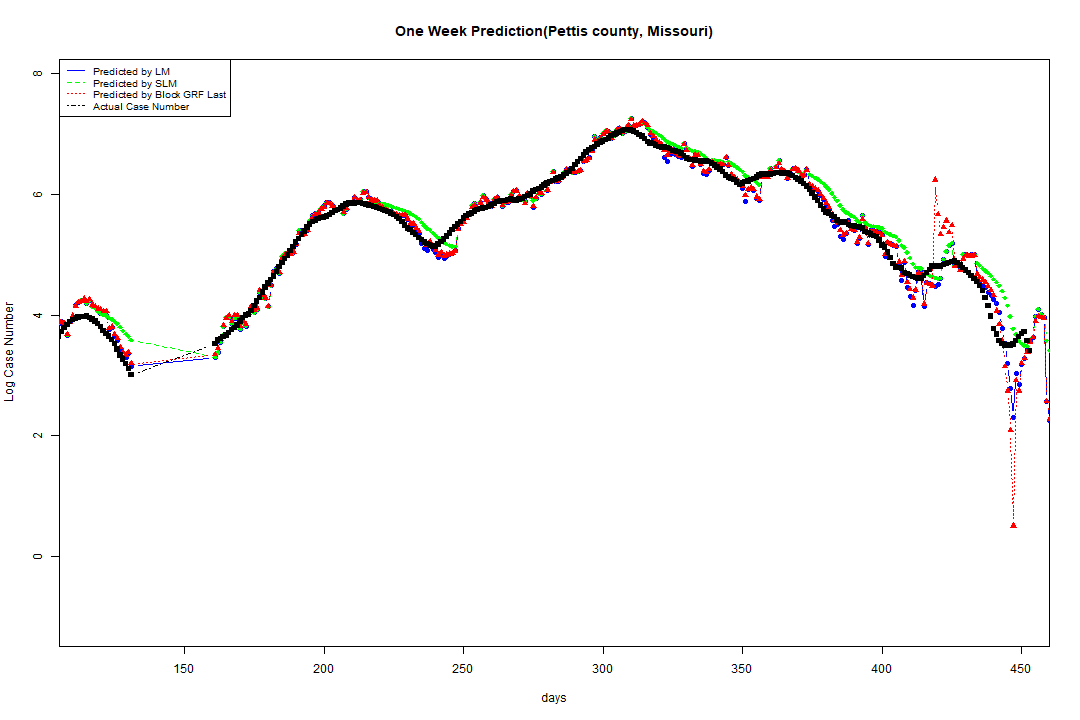 One Week Prediction(Pettis county, Missouri)
Predicted by LM
Predicted by SLM
Predicted by Block GRF Last
Actual Case Number
8
6
4
2
0
Log Case Number
150 200 250 300 350 400 450
days